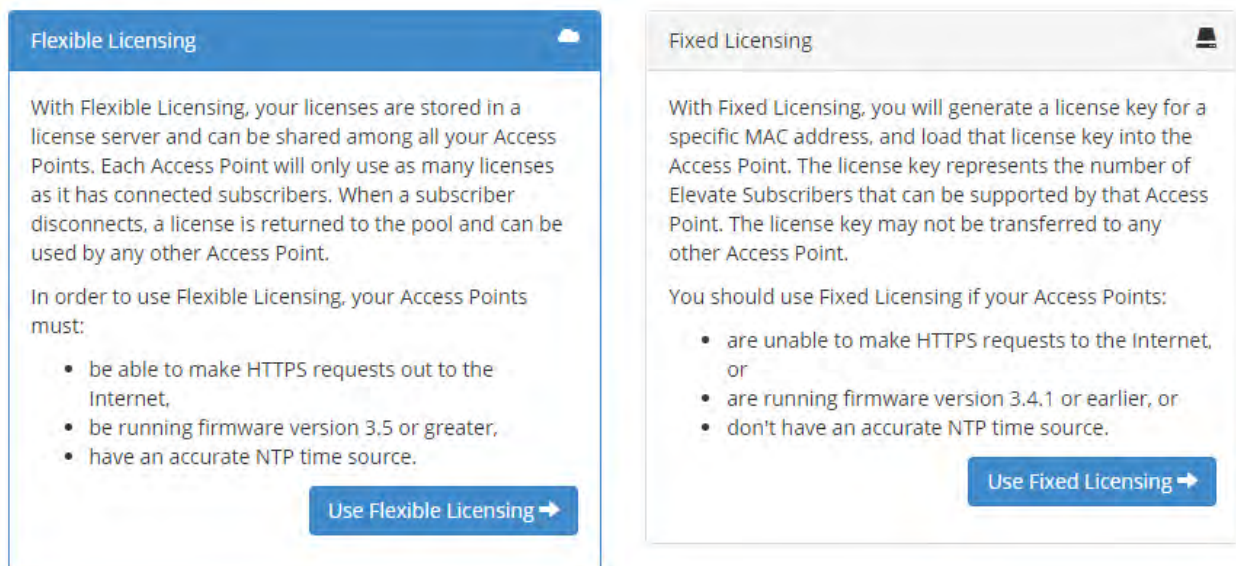 Flexible Licensing
With Flexible Licensing, your licenses are stored in a
license server and can be shared among all your Access
Points. Each Access Point will only use as many licenses
as it has connected subscribers. When a subscriber
disconnects, a license is returned to the pool and can be
used by any other Access Point.
In order to use Flexible Licensing, your Access Points
must:
• be able to make HTTPS requests out to the
Internet,
• be running firmware version 3.5 or greater,
• have an accurate NTP time source.
Use Flexible Licensing
Fixed Licensing
With Fixed Licensing, you will generate a license key for a
specific MAC address, and load that license key into the
Access Point. The license key represents the number of
Elevate Subscribers that can be supported by that Access
Point. The license key may not be transferred to any
other Access Point.
You should use Fixed Licensing if your Access Points:
• are unable to make HTTPS requests to the Internet,
or
• are running firmware version 3.4.1 or earlier, or
• don't have an accurate NTP time source.
Use Fixed Licensing